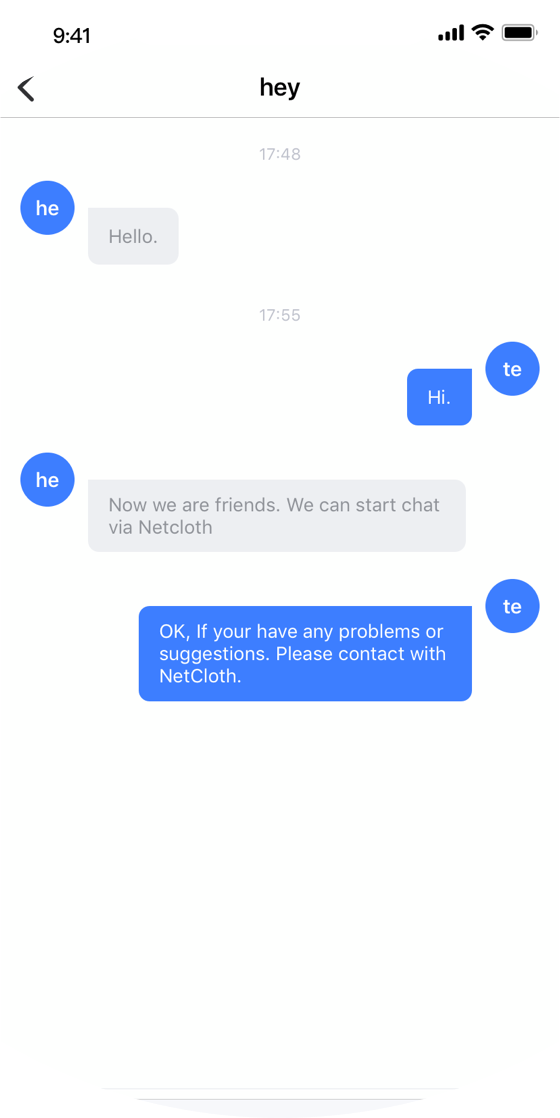 9:41
hey
17:48
he
Hello.
17:55
te
Hi.
he
Now we are friends. We can start chat
via Netcloth
te
OK, If your have any problems or
suggestions. Please contact with
NetCloth.